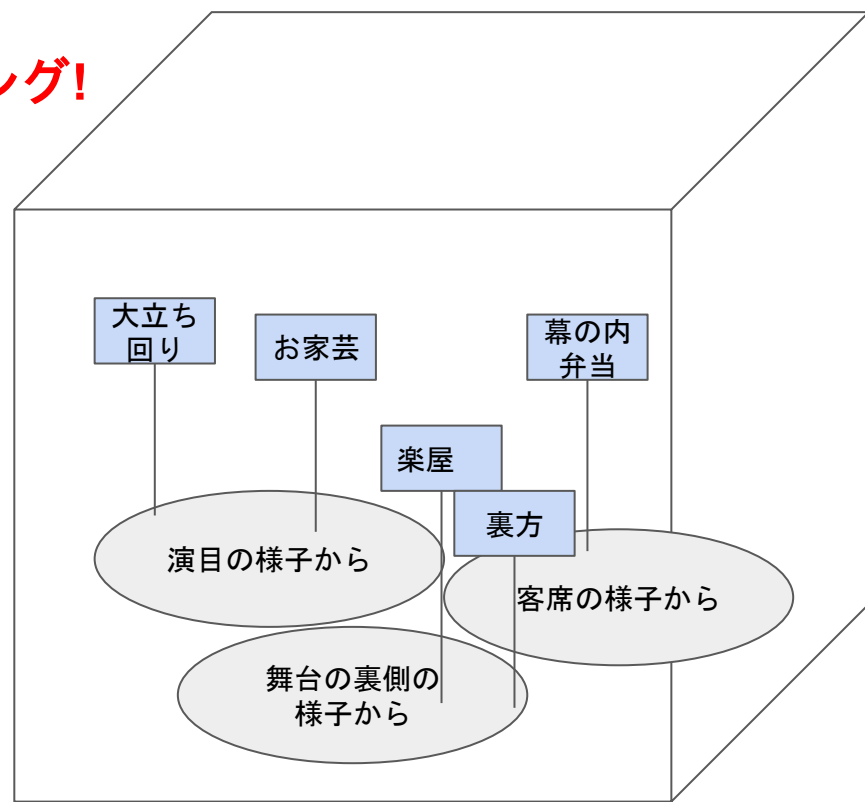 ング!
大立ち
回り
お家芸
幕の内
弁当
楽屋
裏方
演目の様子から
客席の様子から
舞台の裏側の
様子から